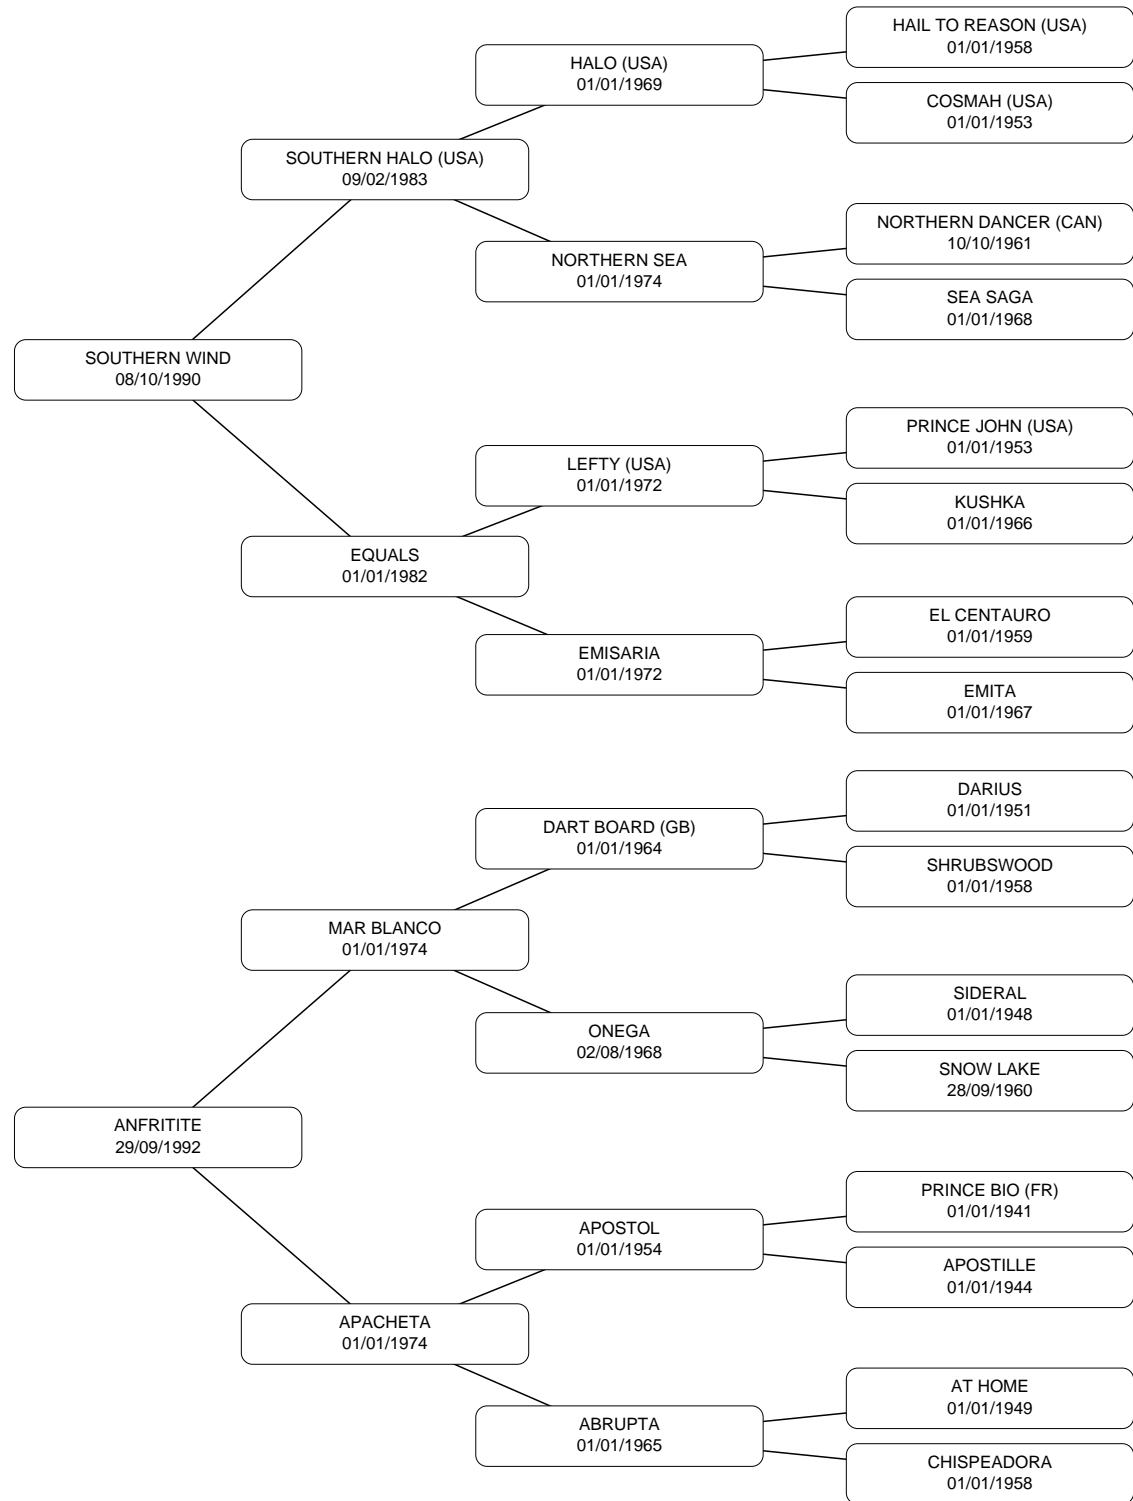 HAIL TO REASON (USA)
01/01/1958
HALO (USA)
01/01/1969
COSMAH (USA)
01/01/1953
SOUTHERN HALO (USA)
09/02/1983
NORTHERN DANCER (CAN)
10/10/1961
NORTHERN SEA
01/01/1974
SEA SAGA
01/01/1968
SOUTHERN WIND
08/10/1990
PRINCE JOHN (USA)
01/01/1953
LEFTY (USA)
01/01/1972
KUSHKA
01/01/1966
EQUALS
01/01/1982
EL CENTAURO
01/01/1959
EMISARIA
01/01/1972
EMITA
01/01/1967
DARIUS
01/01/1951
DART BOARD (GB)
01/01/1964
SHRUBSWOOD
01/01/1958
MAR BLANCO
01/01/1974
SIDERAL
01/01/1948
ONEGA
02/08/1968
SNOW LAKE
28/09/1960
ANFRITITE
29/09/1992
PRINCE BIO (FR)
01/01/1941
APOSTOL
01/01/1954
APOSTILLE
01/01/1944
APACHETA
01/01/1974
AT HOME
01/01/1949
ABRUPTA
01/01/1965
CHISPEADORA
01/01/1958